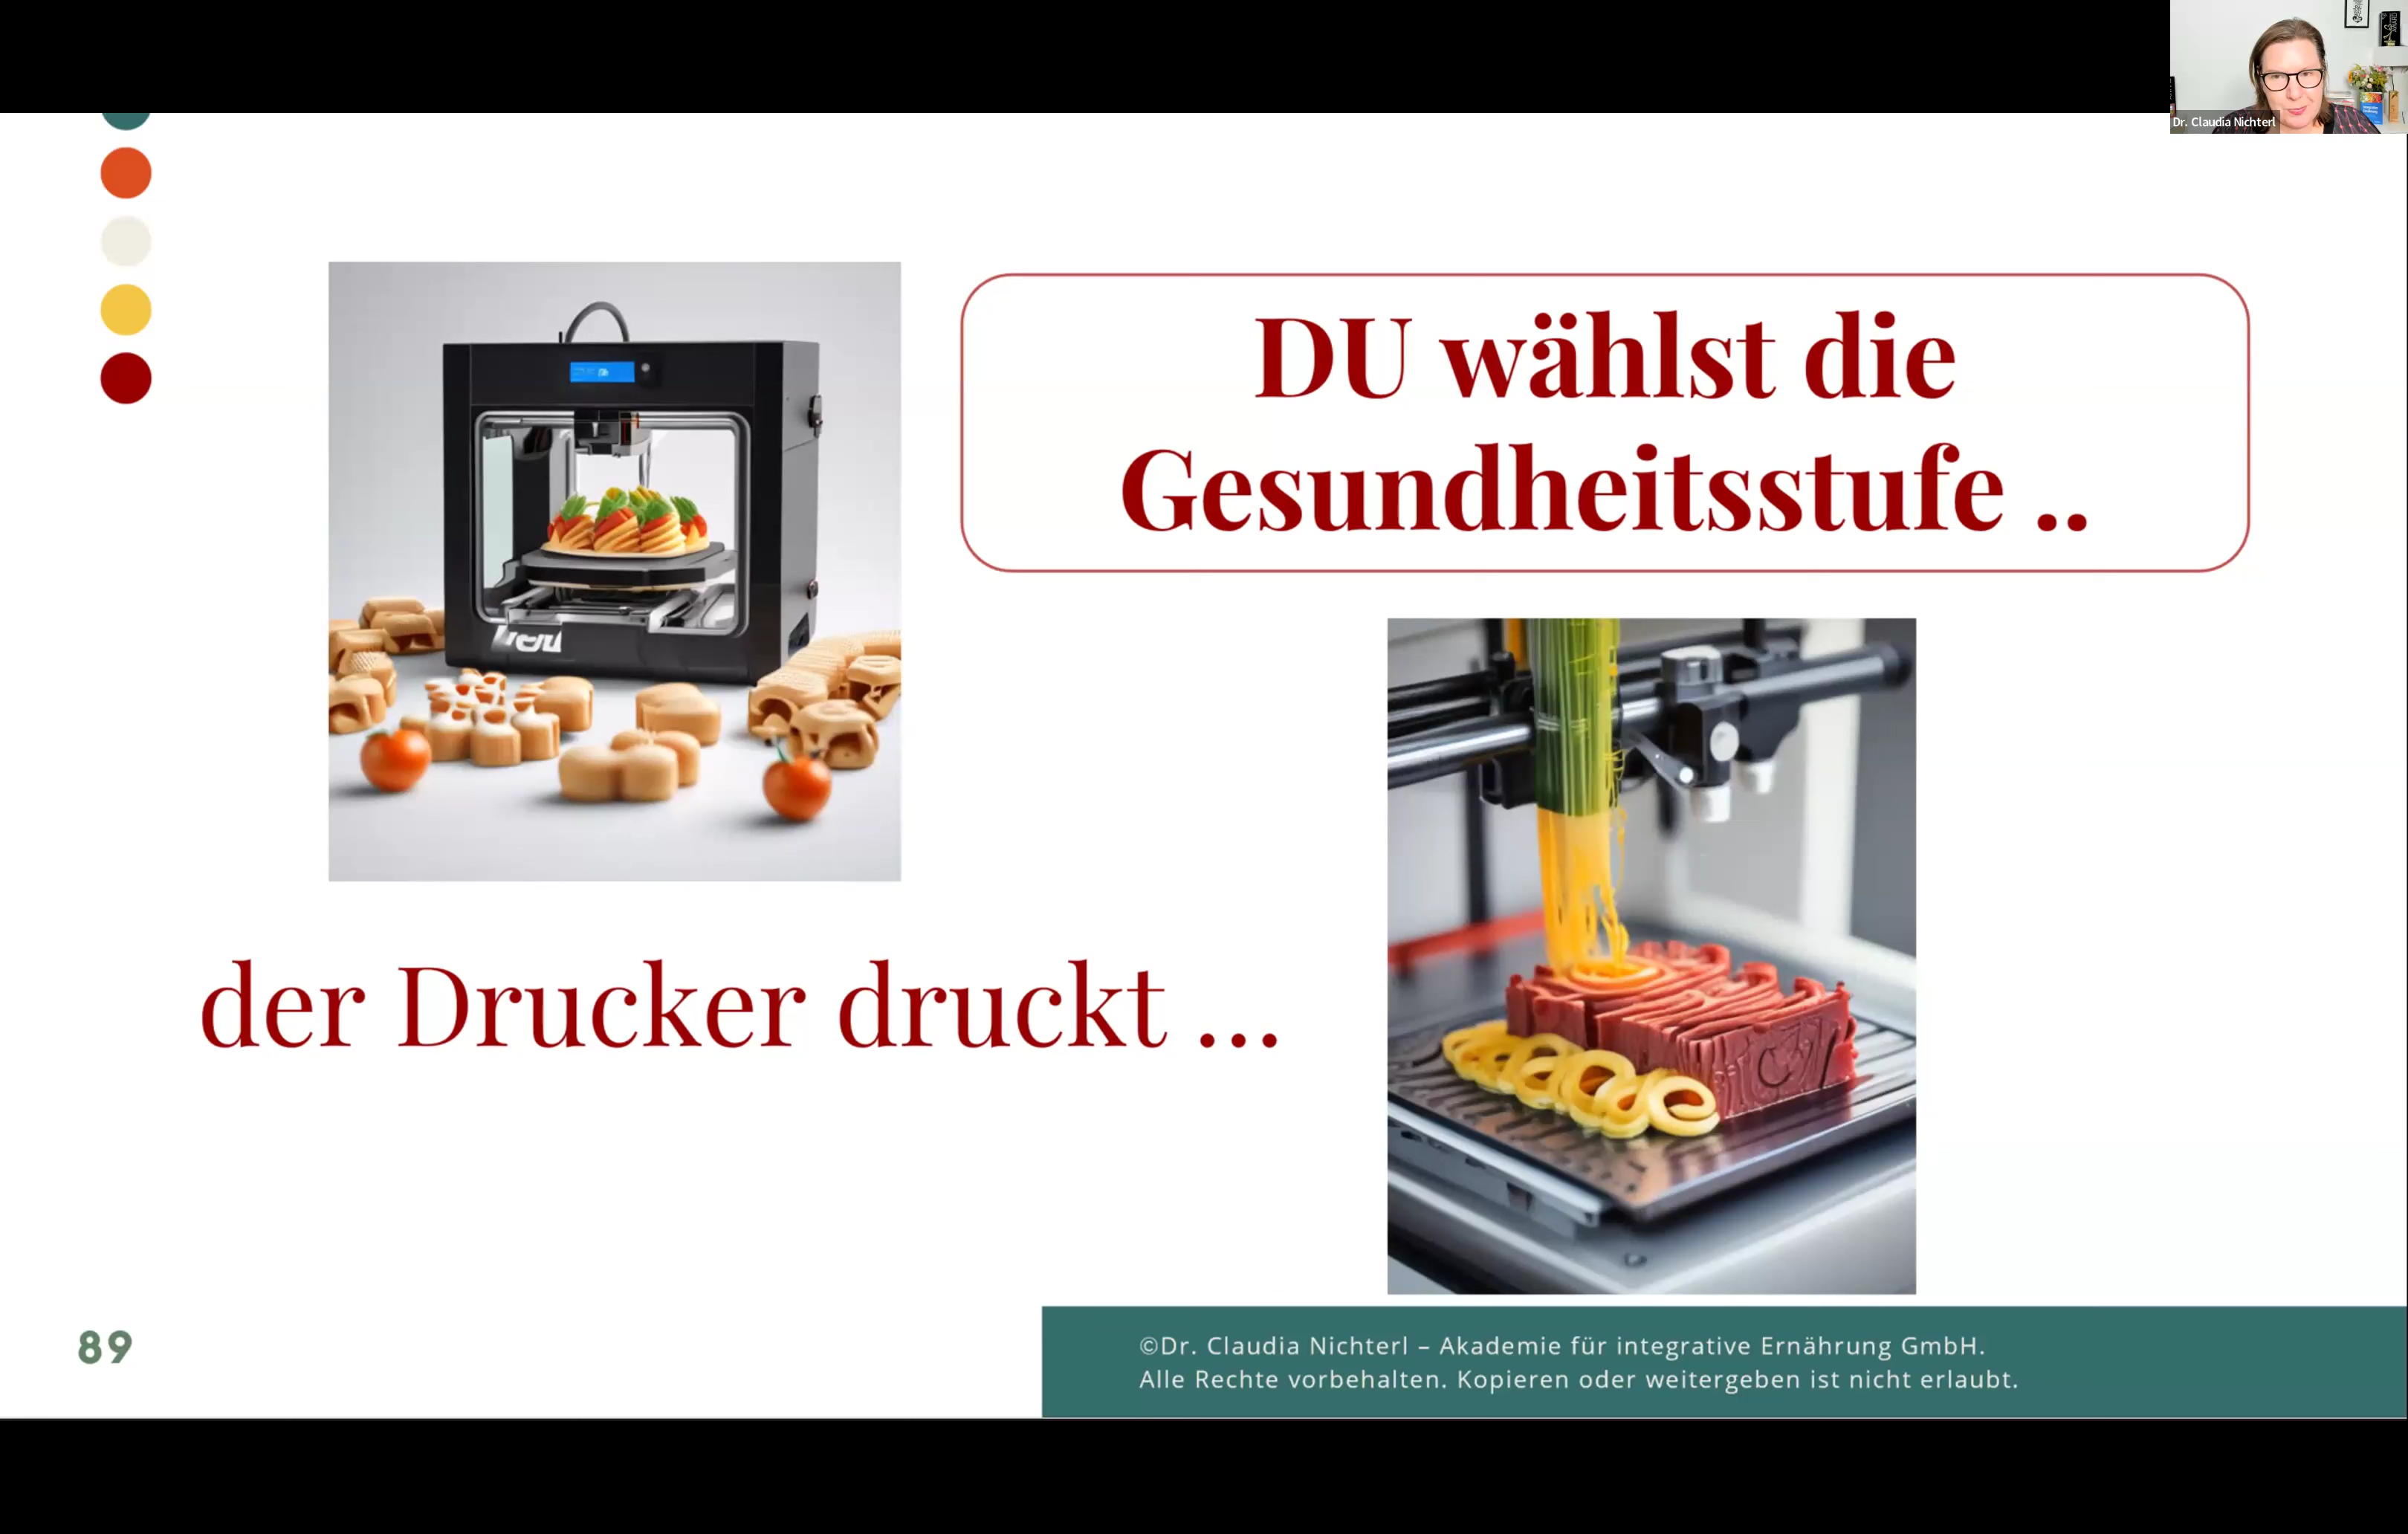 Dr. Claudia Nichterl
DU wählst die
Gesundheitsstufe ..
der Drucker druckt ...
89
©Dr. Claudia Nichterl – Akademie für integrative Ernährung GmbH.
Alle Rechte vorbehalten. Kopieren oder weitergeben ist nicht erlaubt.